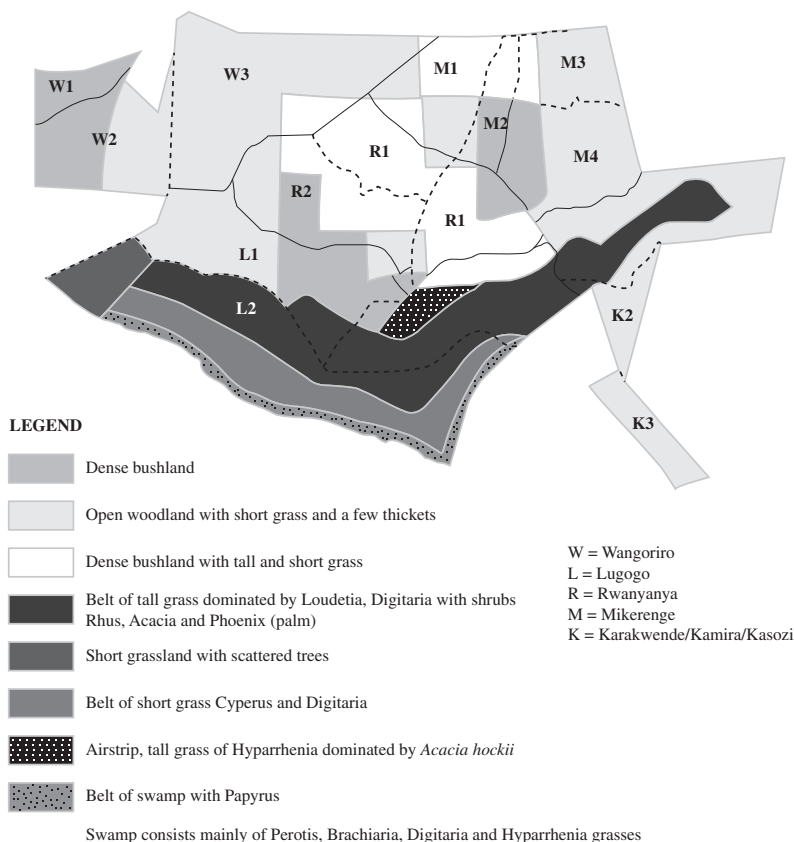 W1
W2
W3
M1
M3
M2
M4
R1
R2
R1
L1
L2
K2
K3
LEGEND
Dense bushland
Open woodland with short grass and a few thickets
Dense bushland with tall and short grass
Belt of tall grass dominated by Loudetia, Digitaria with shrubs
Rhus, Acacia and Phoenix (palm)
Short grassland with scattered trees
Belt of short grass Cyperus and Digitaria
Airstrip, tall grass of Hyparrhenia dominated by Acacia hockii
Belt of swamp with Papyrus
Swamp consists mainly of Perotis, Brachiaria, Digitaria and Hyparrhenia grasses
W = Wangoriro
L = Lugogo
R = Rwanyanya
M = Mikerenge
K = Karakwende/Kamira/Kasozi